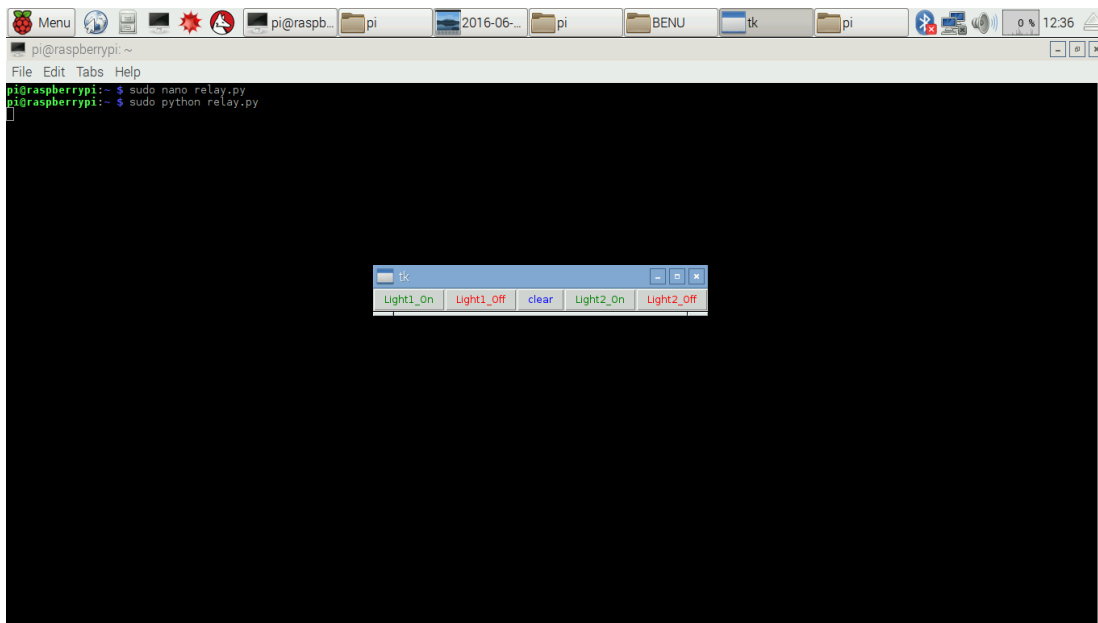 Menu pi@raspb... pi 2016-06-... pi BENU tk pi 0 % 12:36
pi@raspberrypi: ~
File Edit Tabs Help
pi@raspberrypi:~ $ sudo nano relay.py
pi@raspberrypi:~ $ sudo python relay.py
tk
Light1_On Light1_Off clear Light2_On Light2_Off